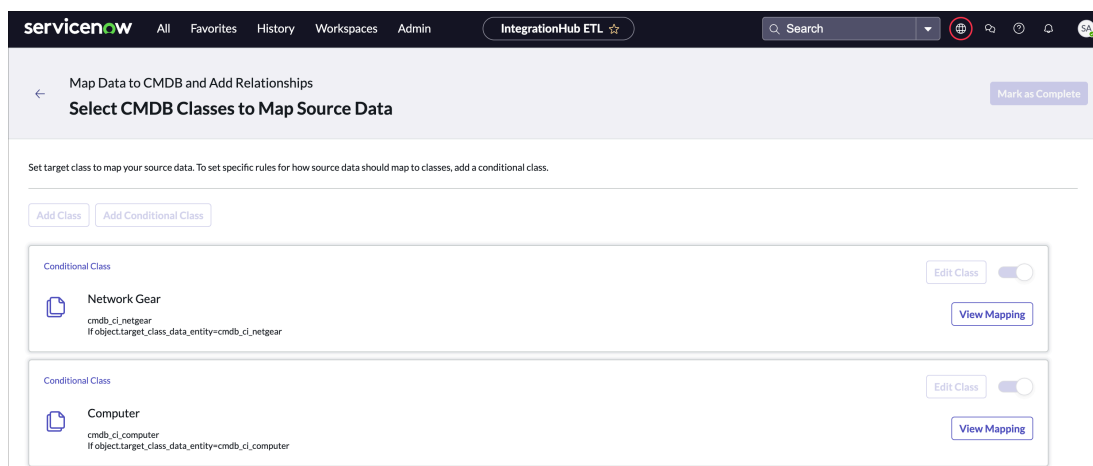 servicenow All Favorites History Workspaces Admin IntegrationHub ETL Search SA
Map Data to CMDB and Add Relationships
Select CMDB Classes to Map Source Data
Mark as Complete
Set target class to map your source data. To set specific rules for how source data should map to classes, add a conditional class.
Add Class Add Conditional Class
Conditional Class
Edit Class
Network Gear
cmdb_ci_netgear
If object.target_class_data_entity=cmdb_ci_netgear
View Mapping
Conditional Class
Edit Class
Computer
cmdb_ci_computer
If object.target_class_data_entity=cmdb_ci_computer
View Mapping